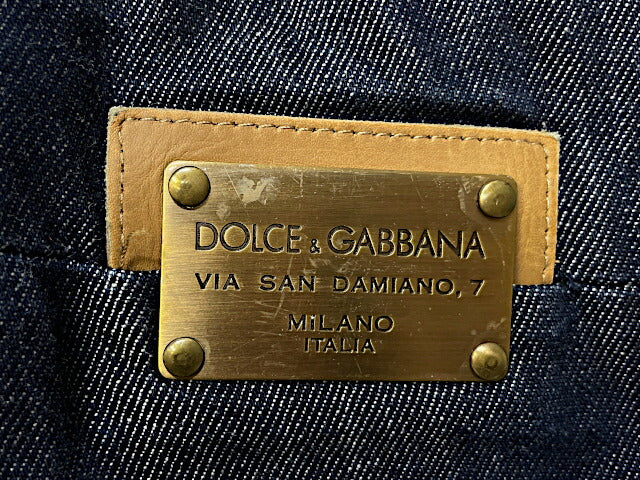 DOLCE & GABBANA
VIA SAN DAMIANO, 7
MiLANO
ITALIA